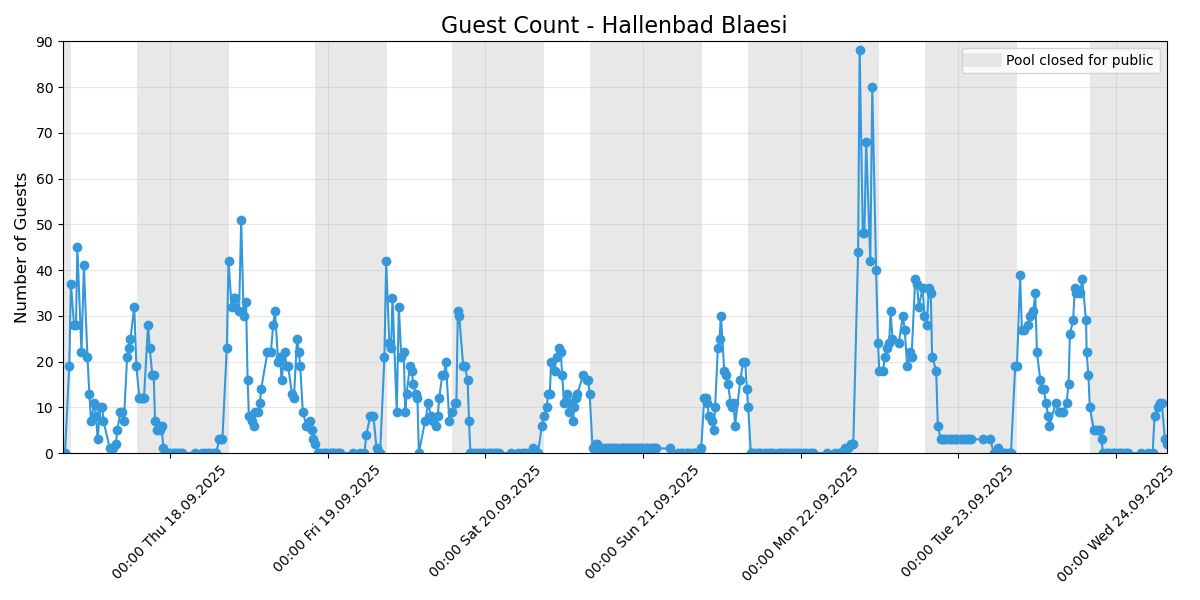 Guest Count - Hallenbad Blaesi
Pool closed for public
Number of Guests
90
80
70
60
50
40
30
20
10
0
00:00 Thu 18.09.2025
00:00 Fri 19.09.2025
00:00 Sat 20.09.2025
00:00 Sun 21.09.2025
00:00 Mon 22.09.2025
00:00 Tue 23.09.2025
00:00 Wed 24.09.2025